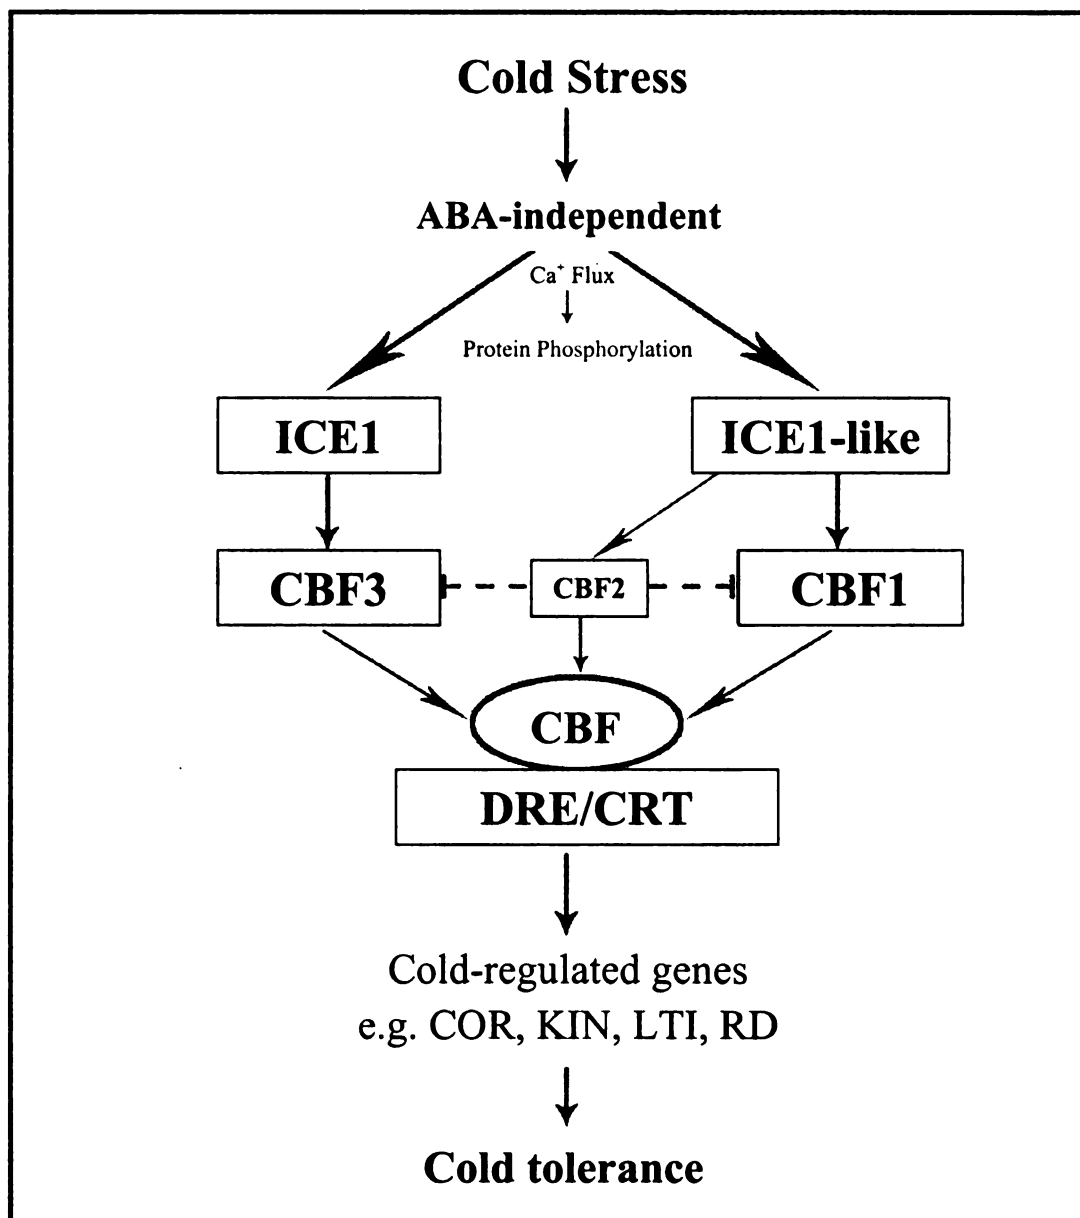 Cold Stress
ABA-independent
Ca⁺ Flux
Protein Phosphorylation
ICE1
ICE1-like
CBF3
CBF2
CBF1
CBF
DRE/CRT
Cold-regulated genes
e.g. COR, KIN, LTI, RD
Cold tolerance